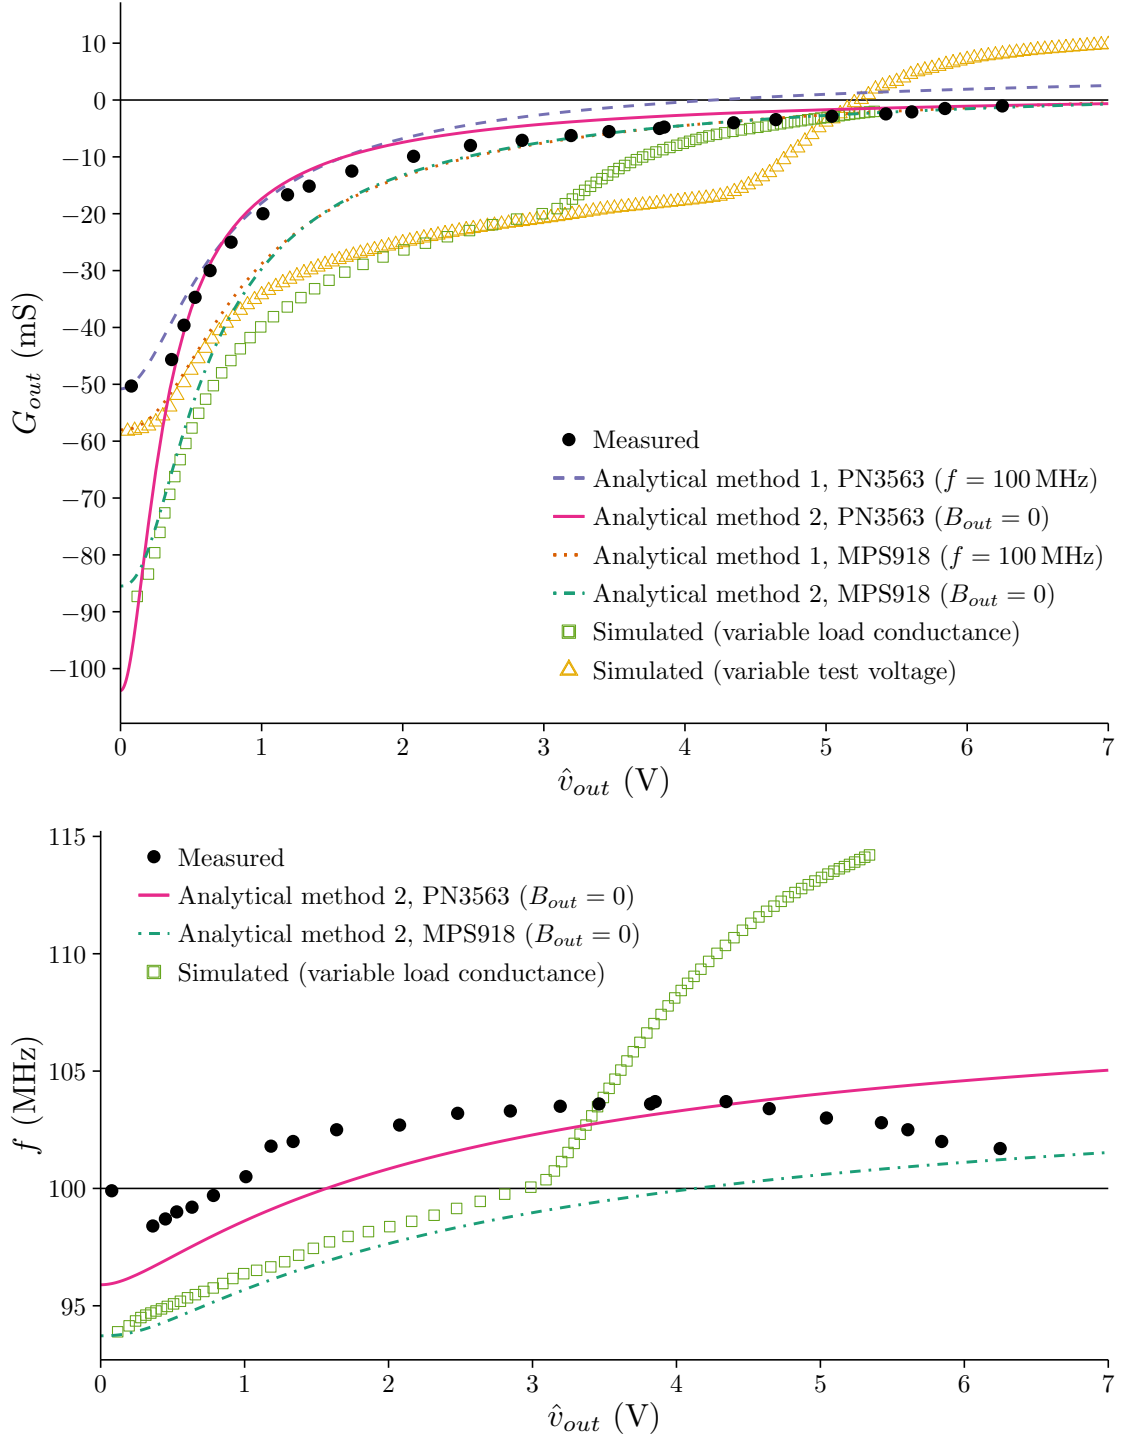 10
0
−10
−20
−30
−40
−50
−60
−70
−80
−90
−100
G_out (mS)
Measured
Analytical method 1, PN3563 (f = 100 MHz)
Analytical method 2, PN3563 (B_out = 0)
Analytical method 1, MPS918 (f = 100 MHz)
Analytical method 2, MPS918 (B_out = 0)
Simulated (variable load conductance)
Simulated (variable test voltage)
0 1 2 3 4 5 6 7
v̂_out (V)
115
110
105
100
95
f (MHz)
Measured
Analytical method 2, PN3563 (B_out = 0)
Analytical method 2, MPS918 (B_out = 0)
Simulated (variable load conductance)
0 1 2 3 4 5 6 7
v̂_out (V)